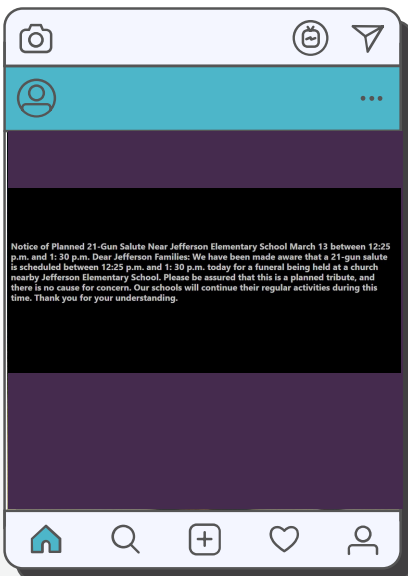 Notice of Planned 21-Gun Salute Near Jefferson Elementary School March 13 between 12:25
p.m. and 1: 30 p.m. Dear Jefferson Families: We have been made aware that a 21-gun salute
is scheduled between 12:25 p.m. and 1: 30 p.m. today for a funeral being held at a church
nearby Jefferson Elementary School. Please be assured that this is a planned tribute, and
there is no cause for concern. Our schools will continue their regular activities during this
time. Thank you for your understanding.